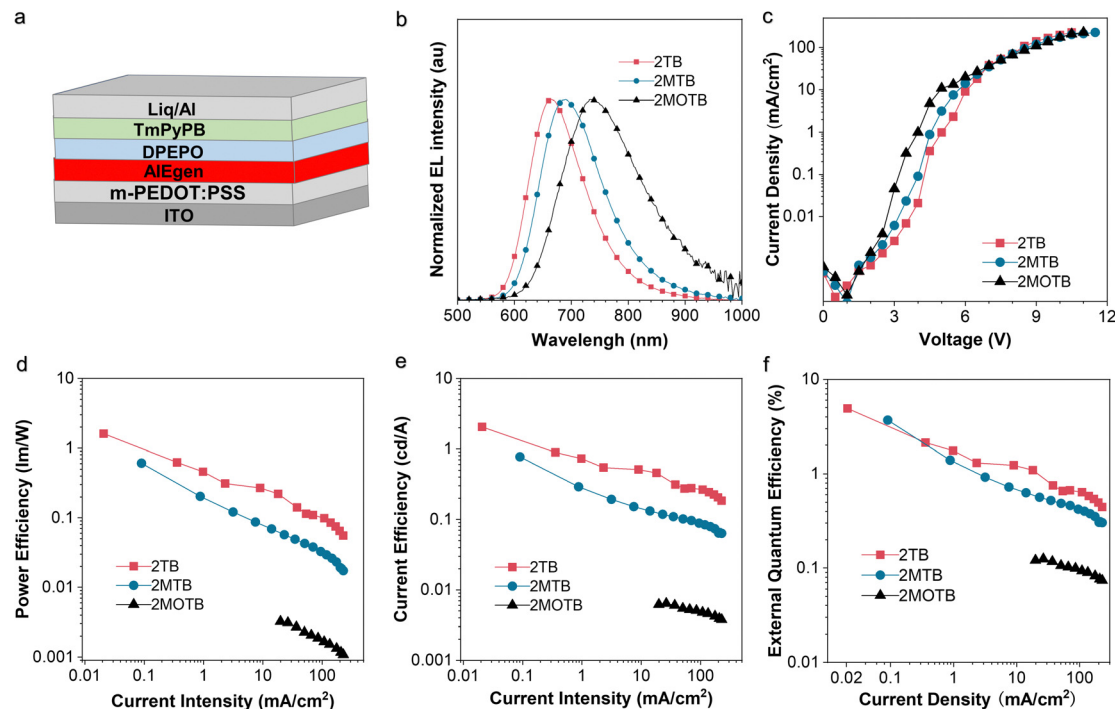 a
Liq/Al
TmPyPB
DPEPO
AIEgen
m-PEDOT:PSS
ITO
b
Normalized EL intensity (au)
2TB
2MTB
2MOTB
500 600 700 800 900 1000
Wavelengh (nm)
c
Current Density (mA/cm²)
100
10
1
0.1
0.01
2TB
2MTB
2MOTB
0 3 6 9 12
Voltage (V)
d
Power Efficiency (lm/W)
10
1
0.1
0.01
0.001
2TB
2MTB
2MOTB
0.01 0.1 1 10 100
Current Intensity (mA/cm²)
e
Current Efficiency (cd/A)
10
1
0.1
0.01
0.001
2TB
2MTB
2MOTB
0.01 0.1 1 10 100
Current Intensity (mA/cm²)
f
External Quantum Efficiency (%)
10
1
0.1
0.01
2TB
2MTB
2MOTB
0.02 0.1 1 10 100
Current Density (mA/cm²)